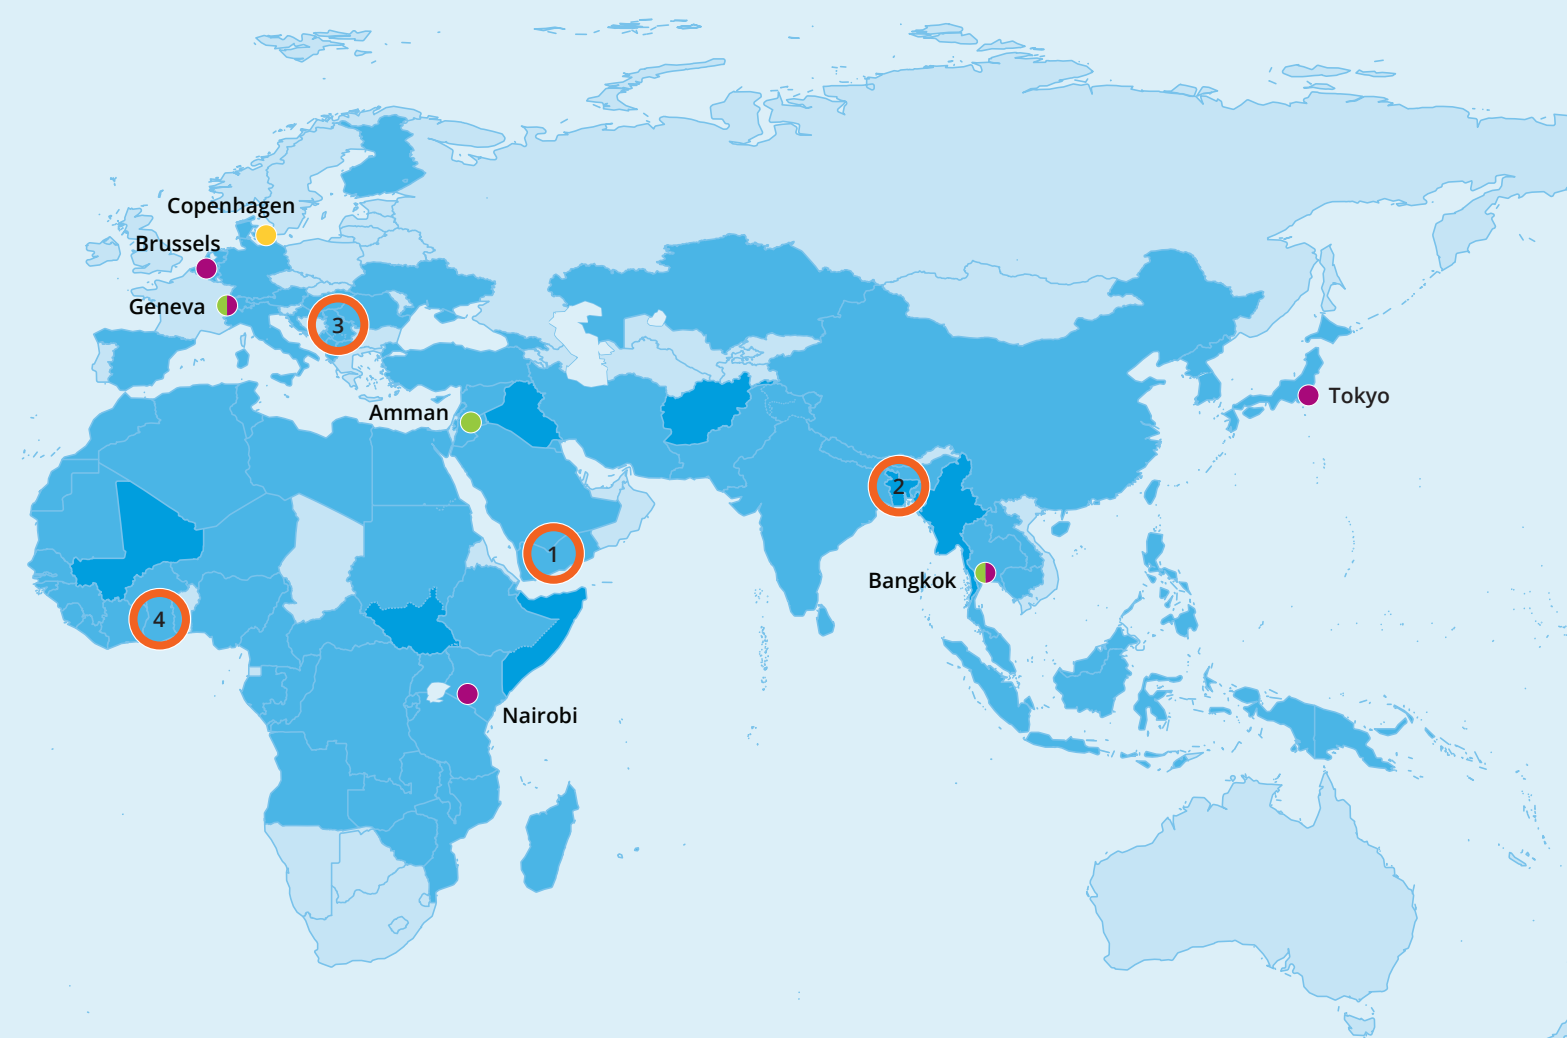 Copenhagen
Brussels
Geneva
3
Amman
Tokyo
2
1
Bangkok
4
Nairobi